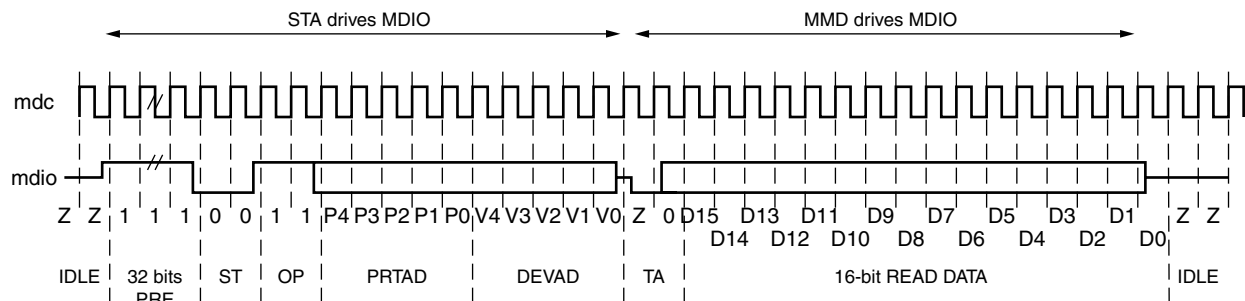 STA drives MDIO MMD drives MDIO
mdc
mdio
Z Z 1 1 1 0 0 1 1 P4 P3 P2 P1 P0 V4 V3 V2 V1 V0 Z 0 D15 D13 D11 D9 D7 D5 D3 D1 Z Z
D14 D12 D10 D8 D6 D4 D2 D0
IDLE 32 bits ST OP PRTAD DEVAD TA 16-bit READ DATA IDLE
PRE